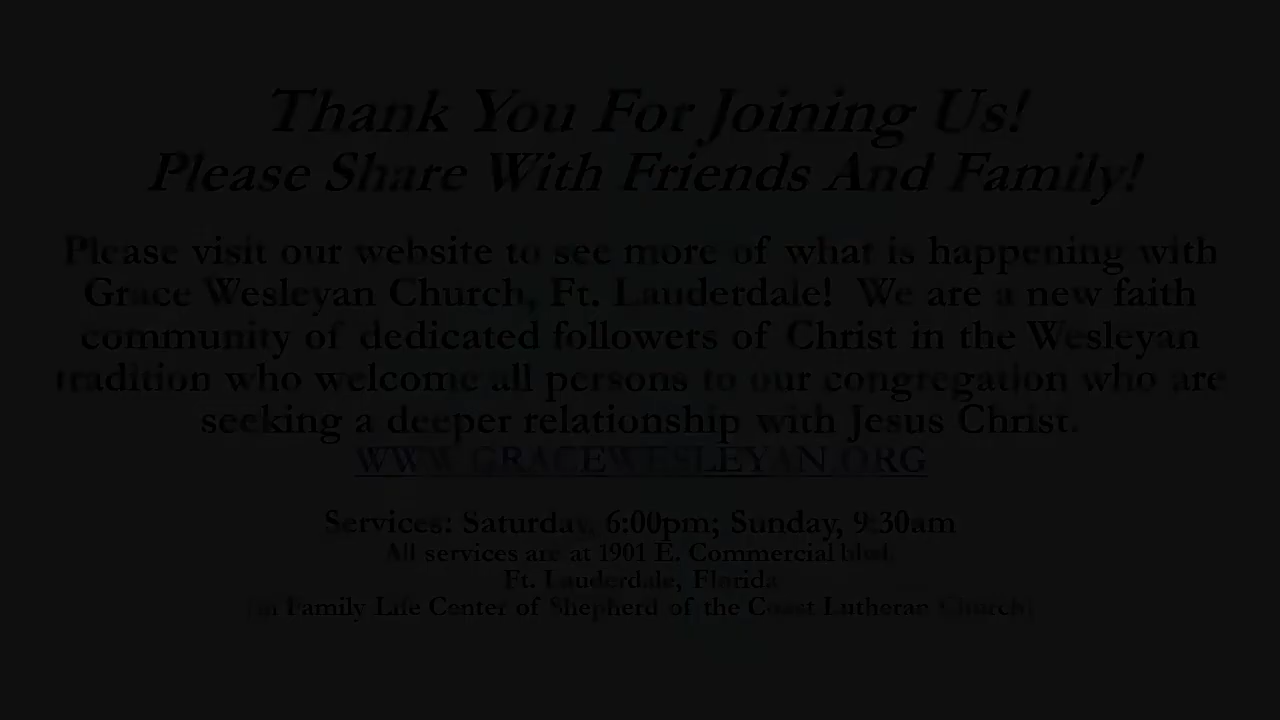 Thank You For Joining Us!
Please Share With Friends And Family!
Please visit our website to see more of what is happening with
Grace Wesleyan Church, Ft. Lauderdale! We are a new faith
community of dedicated followers of Christ in the Wesleyan
tradition who welcome all persons to our congregation who are
seeking a deeper relationship with Jesus Christ.
WWW.GRACEWESLEYAN.ORG
Services: Saturday, 6:00pm; Sunday, 9:30am
All services are at 1901 E. Commercial blvd.
Ft. Lauderdale, Florida
(in Family Life Center of Shepherd of the Coast Lutheran Church)